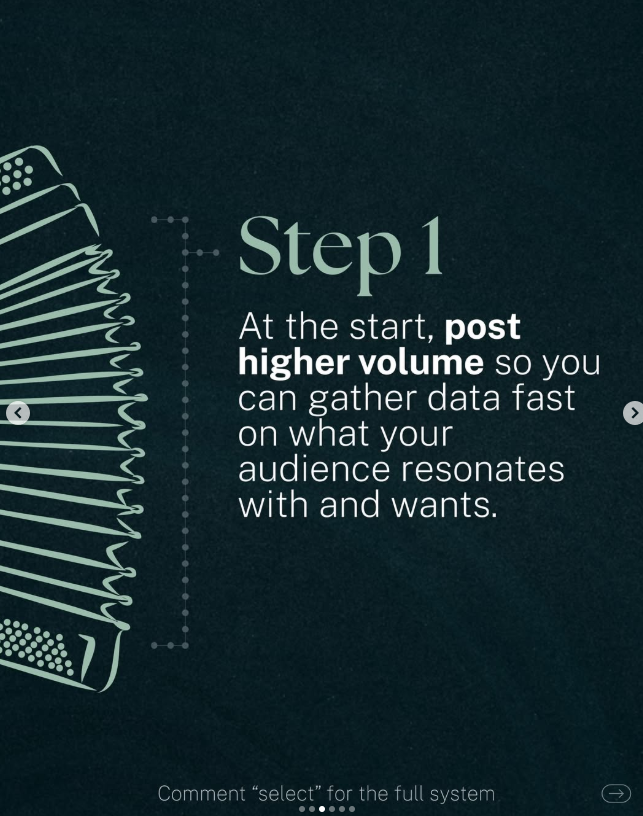 Step 1
At the start, post
higher volume so you
can gather data fast
on what your
audience resonates
with and wants.
Comment “select” for the full system